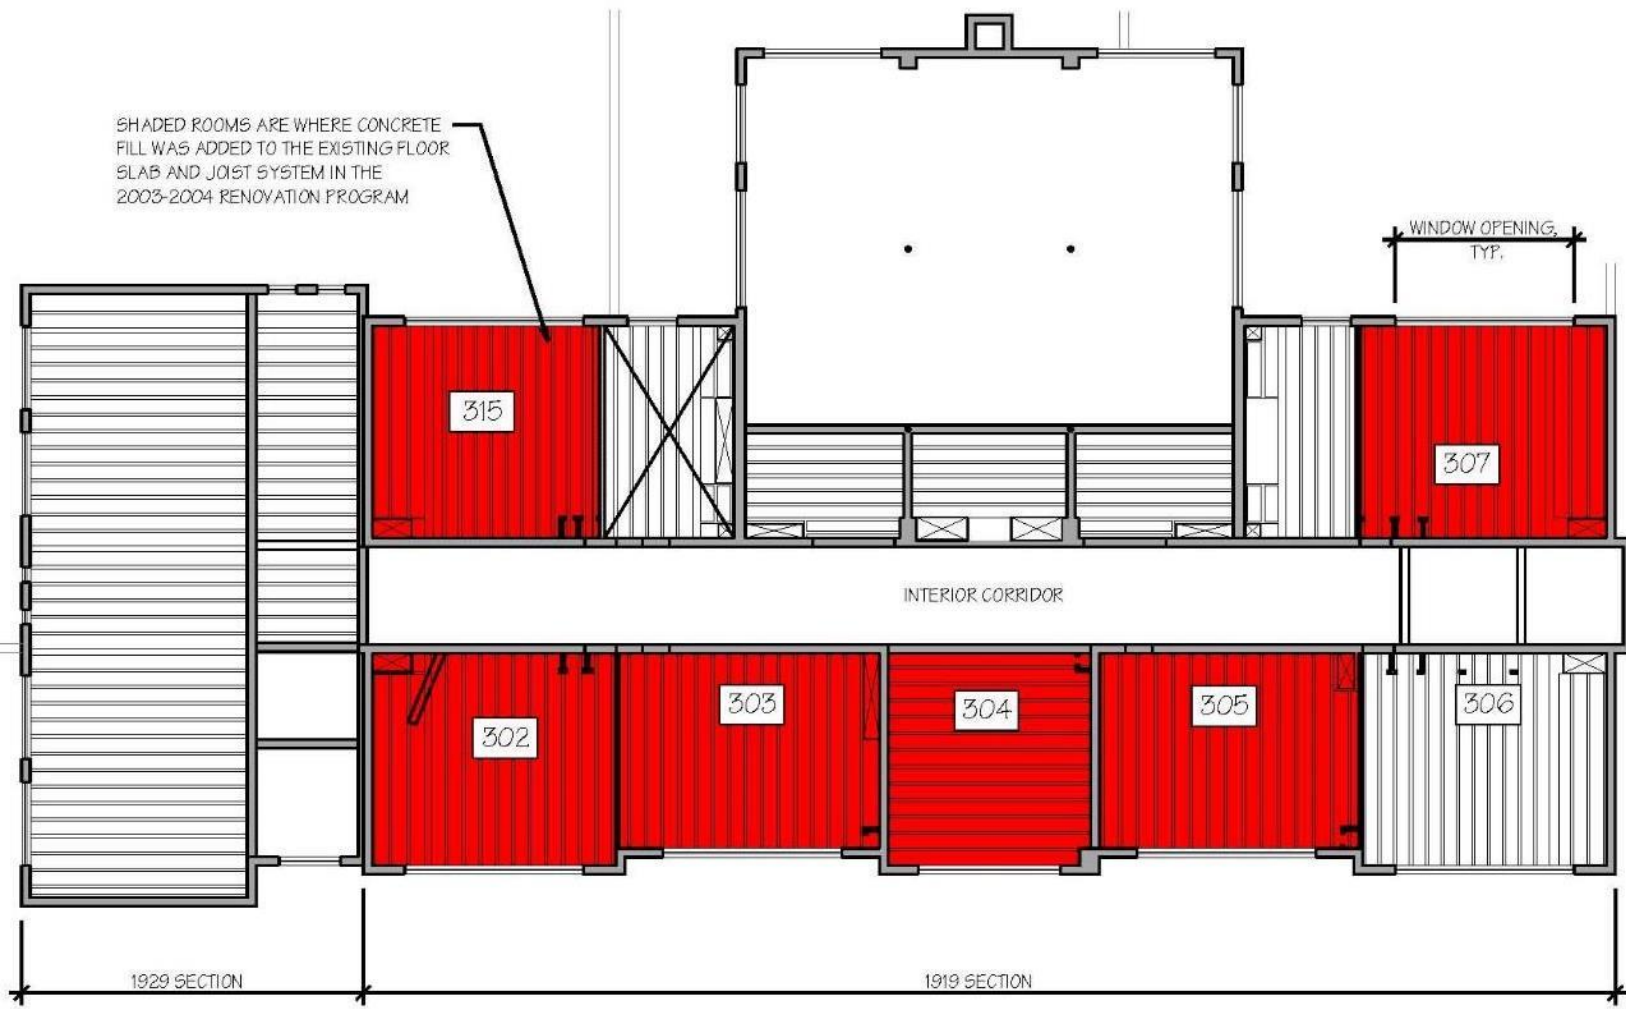 SHADED ROOMS ARE WHERE CONCRETE
FILL WAS ADDED TO THE EXISTING FLOOR
SLAB AND JOIST SYSTEM IN THE
2003-2004 RENOVATION PROGRAM
WINDOW OPENING,
TYP.
315
307
INTERIOR CORRIDOR
302
303
304
305
306
1929 SECTION
1919 SECTION